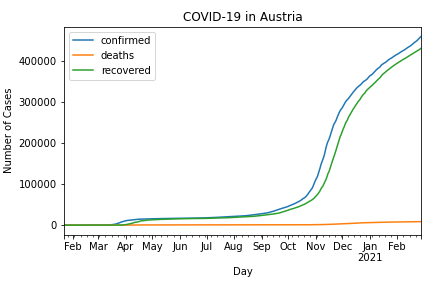 COVID-19 in Austria
confirmed
deaths
recovered
Number of Cases
400000
300000
200000
100000
0
Feb Mar Apr May Jun Jul Aug Sep Oct Nov Dec Jan Feb
2021
Day